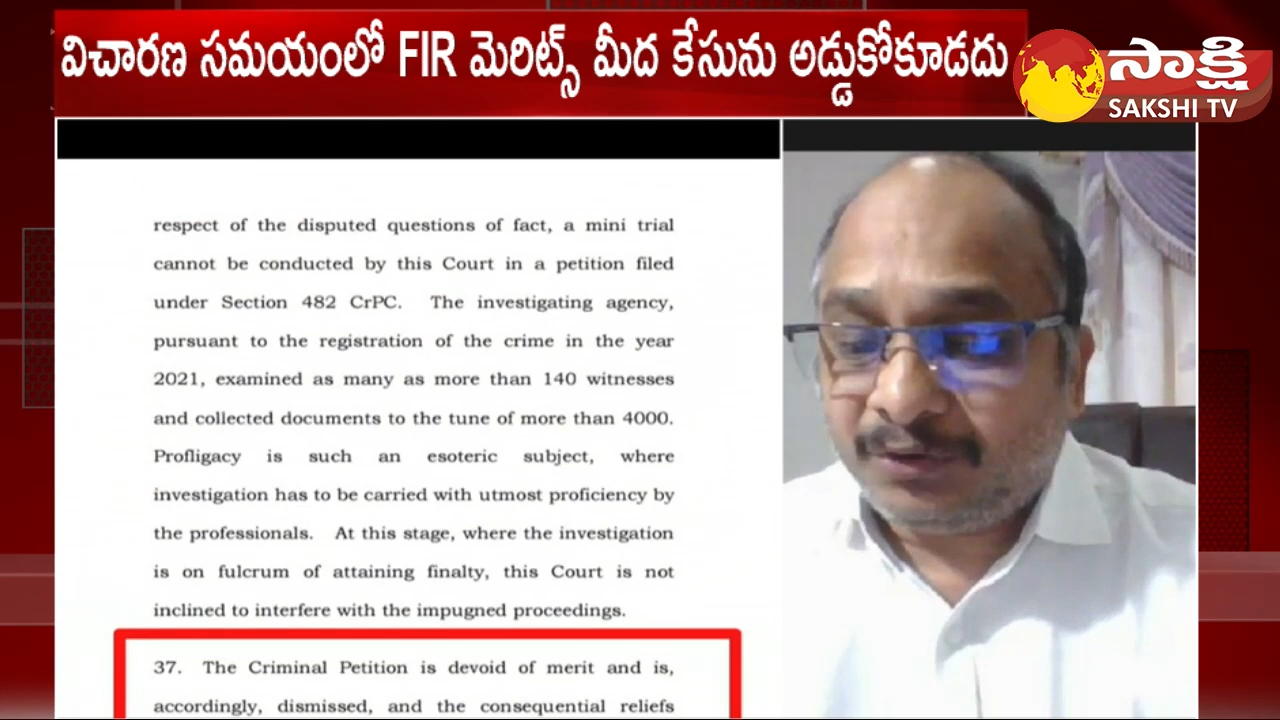 విచారణ సమయంలో FIR మెరిట్స్ మీద కేసును అడ్డుకోకూడదు
సాక్షి
SAKSHI TV
respect of the disputed questions of fact, a mini trial
cannot be conducted by this Court in a petition filed
under Section 482 CrPC. The investigating agency,
pursuant to the registration of the crime in the year
2021, examined as many as more than 140 witnesses
and collected documents to the tune of more than 4000.
Profligacy is such an esoteric subject, where
investigation has to be carried with utmost proficiency by
the professionals. At this stage, where the investigation
is on fulcrum of attaining finalty, this Court is not
inclined to interfere with the impugned proceedings.
37. The Criminal Petition is devoid of merit and is,
accordingly, dismissed, and the consequential reliefs